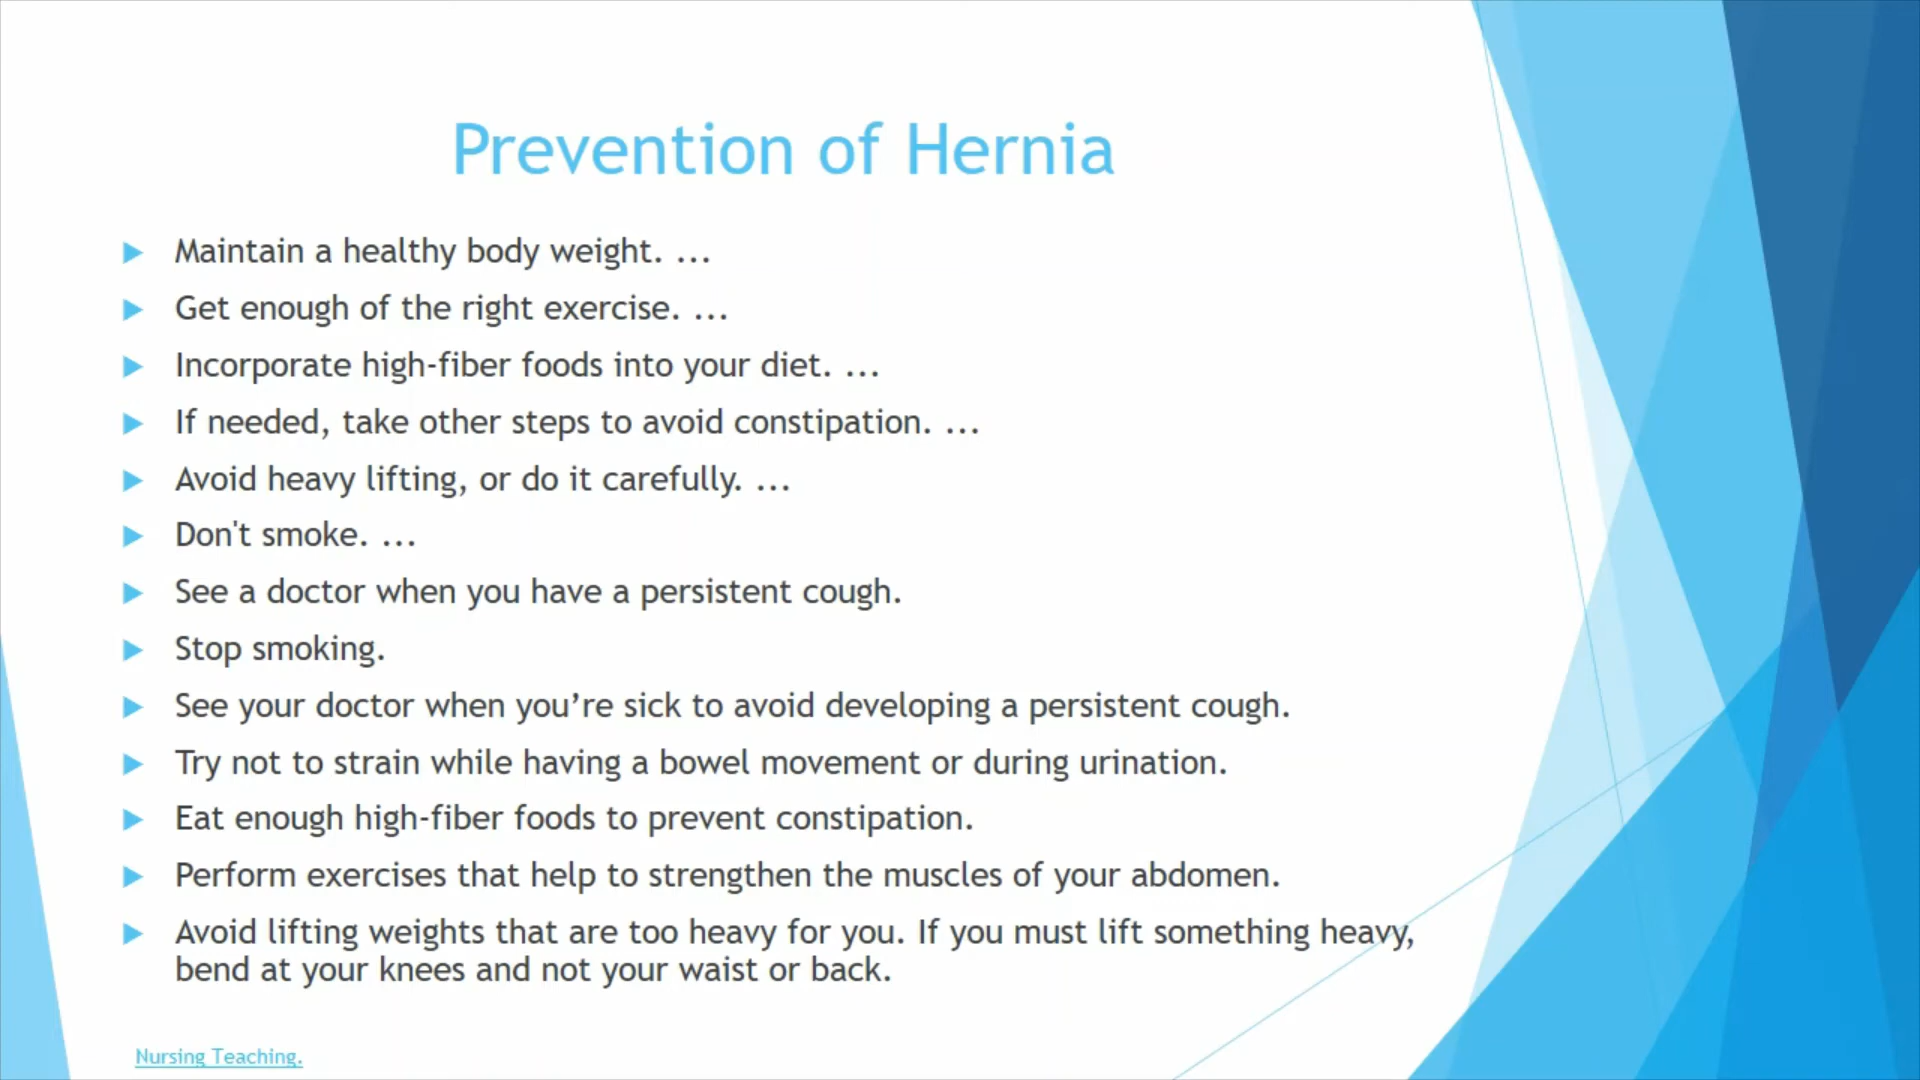 Prevention of Hernia
Maintain a healthy body weight. ...
Get enough of the right exercise. ...
Incorporate high-fiber foods into your diet. ...
If needed, take other steps to avoid constipation. ...
Avoid heavy lifting, or do it carefully. ...
Don't smoke. ...
See a doctor when you have a persistent cough.
Stop smoking.
See your doctor when you’re sick to avoid developing a persistent cough.
Try not to strain while having a bowel movement or during urination.
Eat enough high-fiber foods to prevent constipation.
Perform exercises that help to strengthen the muscles of your abdomen.
Avoid lifting weights that are too heavy for you. If you must lift something heavy,
bend at your knees and not your waist or back.
Nursing Teaching.